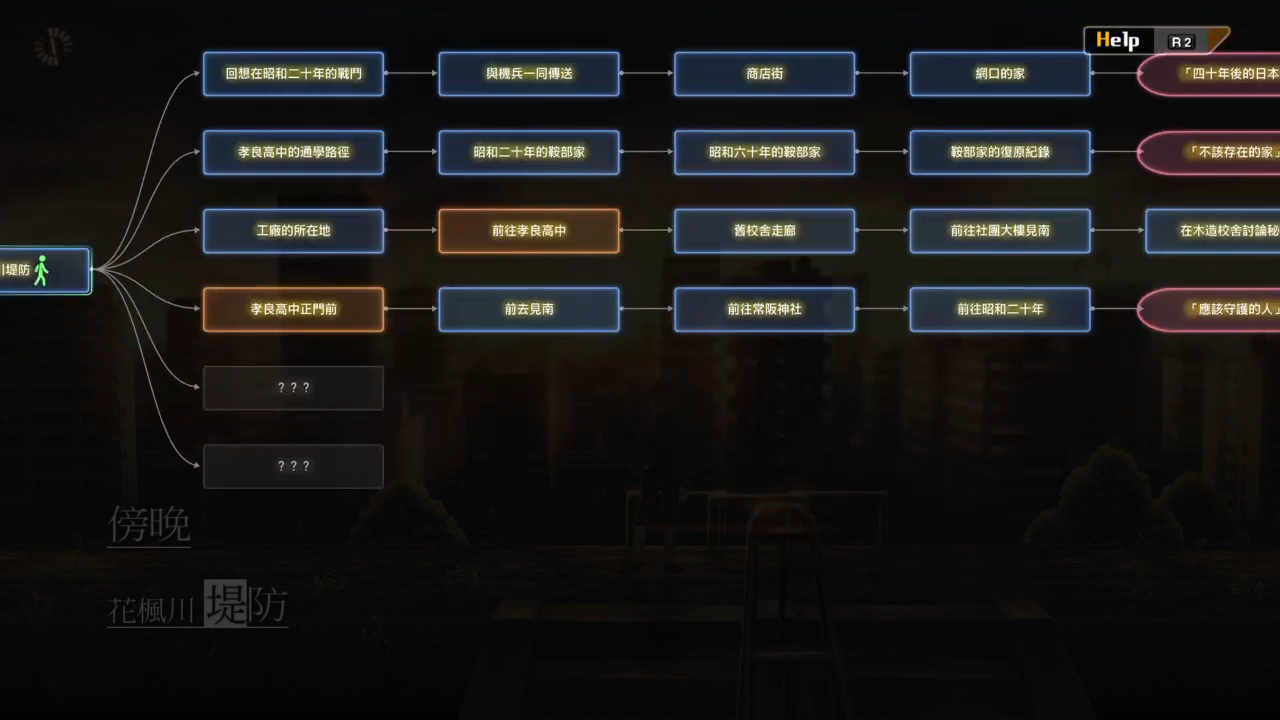 Help R2
回想在昭和二十年的戰鬥 與機兵一同傳送 商店街 網口的家 「四十年後的日本
孝良高中的通學路徑 昭和二十年的鞍部家 昭和六十年的鞍部家 鞍部家的復原紀錄 「不該存在的家」
工廠的所在地 前往孝良高中 舊校舍走廊 前往社團大樓見南 在木造校舍討論秘
川堤防
孝良高中正門前 前去見南 前往常阪神社 前往昭和二十年 「應該守護的人」
？？？
？？？
傍晚
花楓川 堤防